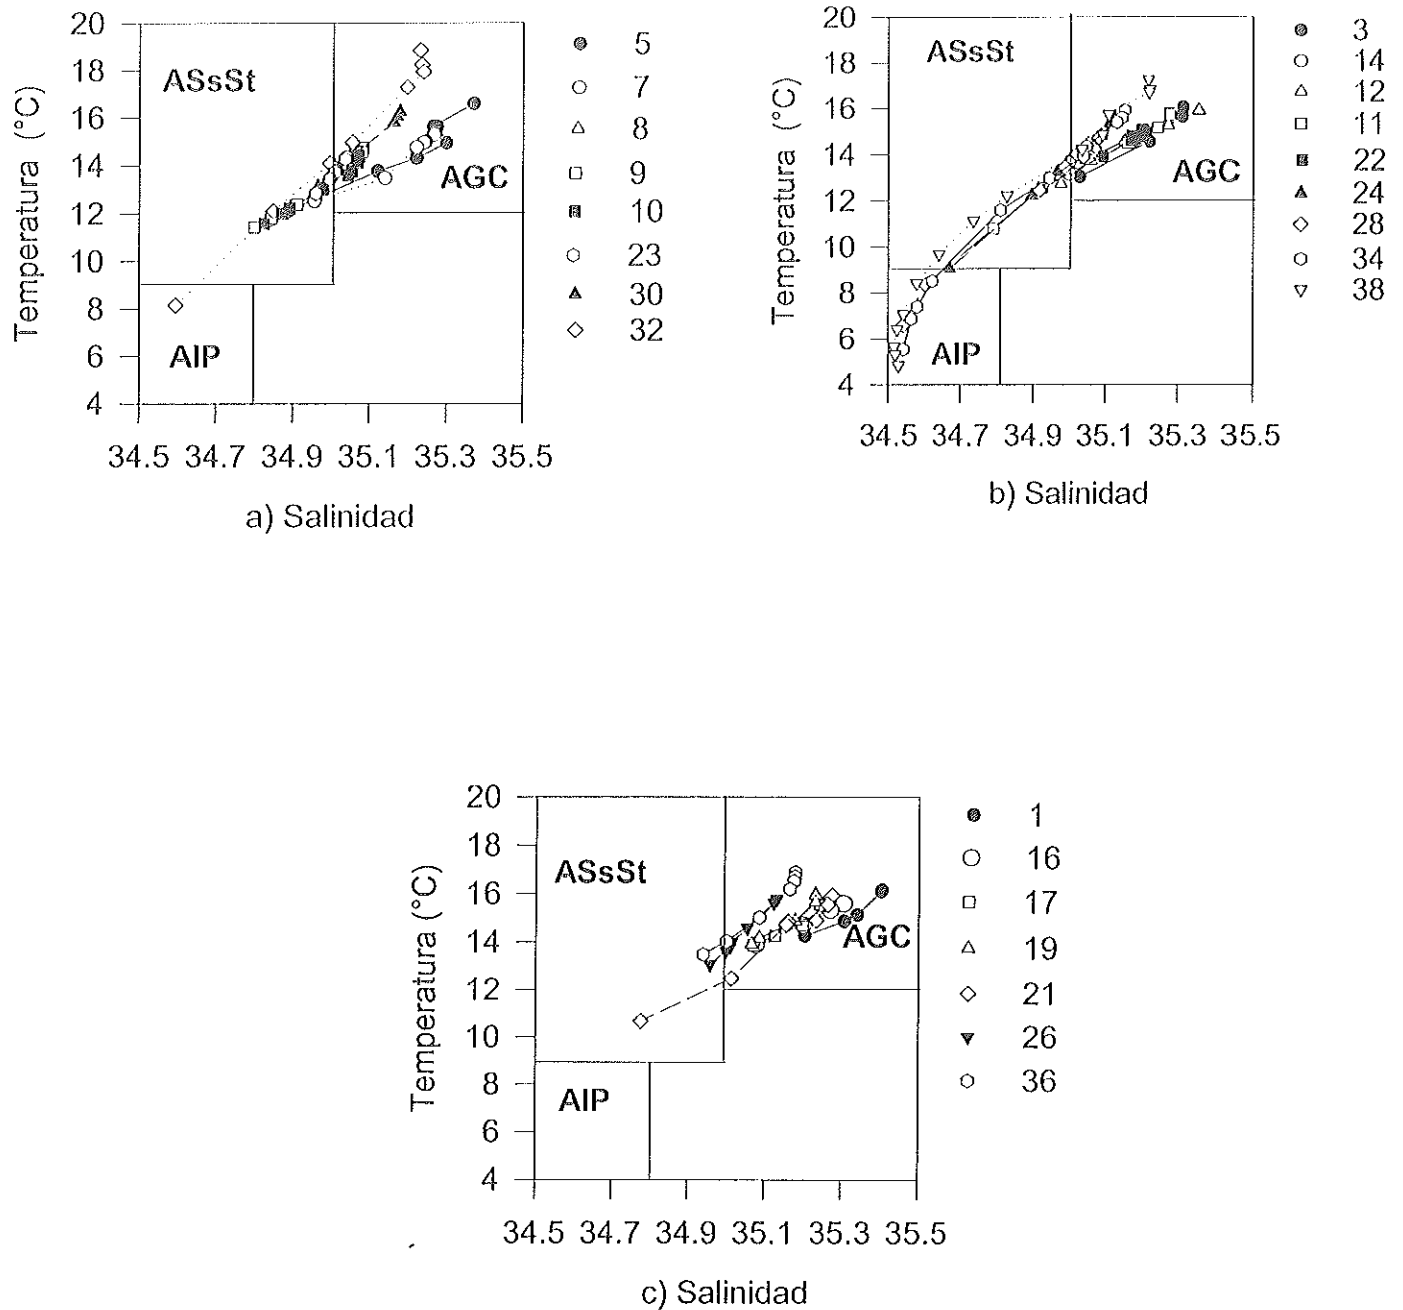 20
18
16
14
12
10
8
6
4
Temperatura (°C)
ASsSt
AGC
AIP
34.5 34.7 34.9 35.1 35.3 35.5
a) Salinidad
5
7
8
9
10
23
30
32
20
18
16
14
12
10
8
6
4
Temperatura (°C)
ASsSt
AGC
AIP
34.5 34.7 34.9 35.1 35.3 35.5
b) Salinidad
3
14
12
11
22
24
28
34
38
20
18
16
14
12
10
8
6
4
Temperatura (°C)
ASsSt
AGC
AIP
34.5 34.7 34.9 35.1 35.3 35.5
c) Salinidad
1
16
17
19
21
26
36